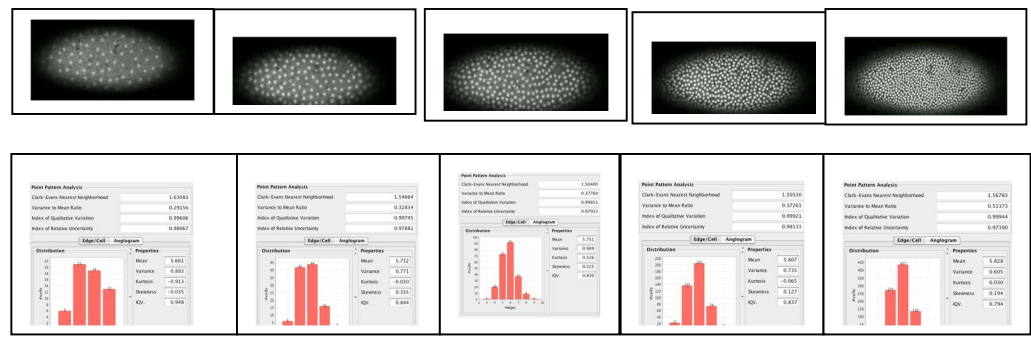 Point Pattern Analysis
Clark-Evans Nearest Neighborhood 1.63083
Variance to Mean Ratio 0.29156
Index of Qualitative Variation 0.99606
Index of Relative Uncertainty 0.98067
Edge/Cell Anglogram
Distribution Properties
Mean 5.661
Variance 0.883
Kurtosis -0.913
Skewness -0.035
IQV. 0.948
Point Pattern Analysis
Clark-Evans Nearest Neighborhood 1.54664
Variance to Mean Ratio 0.32834
Index of Qualitative Variation 0.99745
Index of Relative Uncertainty 0.97881
Edge/Cell Anglogram
Distribution Properties
Mean 5.712
Variance 0.771
Kurtosis -0.030
Skewness 0.355
IQV. 0.844
Point Pattern Analysis
Clark-Evans Nearest Neighborhood 1.50400
Variance to Mean Ratio 0.37760
Index of Qualitative Variation 0.99851
Index of Relative Uncertainty 0.97911
Edge/Cell Anglogram
Distribution Properties
Mean 5.751
Variance 0.989
Kurtosis 0.126
Skewness 0.225
Point Pattern Analysis
Clark-Evans Nearest Neighborhood 1.50530
Variance to Mean Ratio 0.37261
Index of Qualitative Variation 0.99921
Index of Relative Uncertainty 0.98131
Edge/Cell Anglogram
Distribution Properties
Mean 5.807
Variance 0.735
Kurtosis -0.065
Skewness 0.127
IQV. 0.837
Point Pattern Analysis
Clark-Evans Nearest Neighborhood 1.56783
Variance to Mean Ratio 0.51373
Index of Qualitative Variation 0.99944
Index of Relative Uncertainty 0.97390
Edge/Cell Anglogram
Distribution Properties
Mean 5.828
Variance 0.605
Kurtosis 0.030
Skewness 0.194
IQV. 0.794